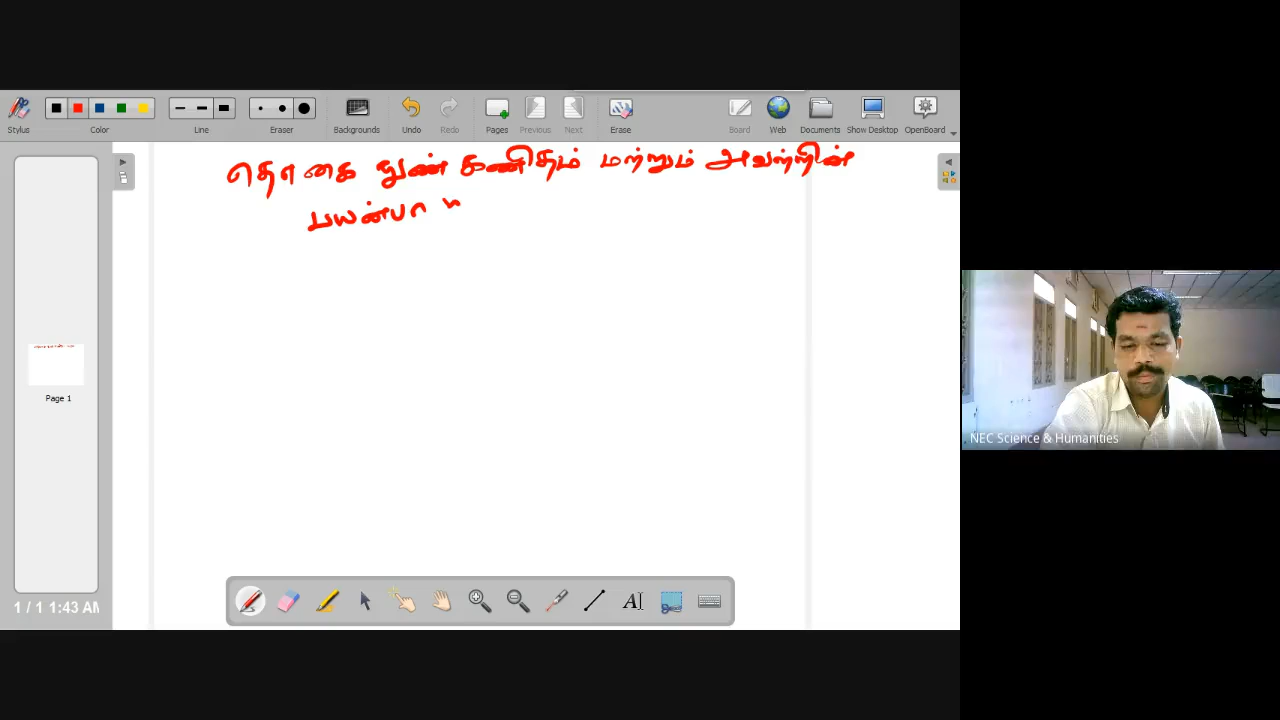 Stylus
Color
Line
Eraser
Backgrounds
Undo
Redo
Pages
Previous
Next
Erase
Board
Web
Documents
Show Desktop
OpenBoard
தொகை நுண் கணிதம் மற்றும் அவற்றின்
பயன்பா
Page 1
NEC Science & Humanities
1 / 1 1:43 AM